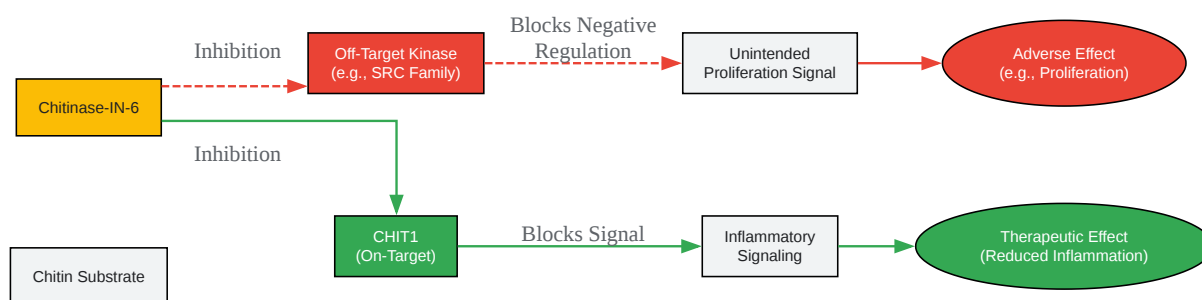 Inhibition
Off-Target Kinase
(e.g., SRC Family)
Blocks Negative
Regulation
Unintended
Proliferation Signal
Adverse Effect
(e.g., Proliferation)
Chitinase-IN-6
Inhibition
CHIT1
(On-Target)
Blocks Signal
Inflammatory
Signaling
Therapeutic Effect
(Reduced Inflammation)
Chitin Substrate